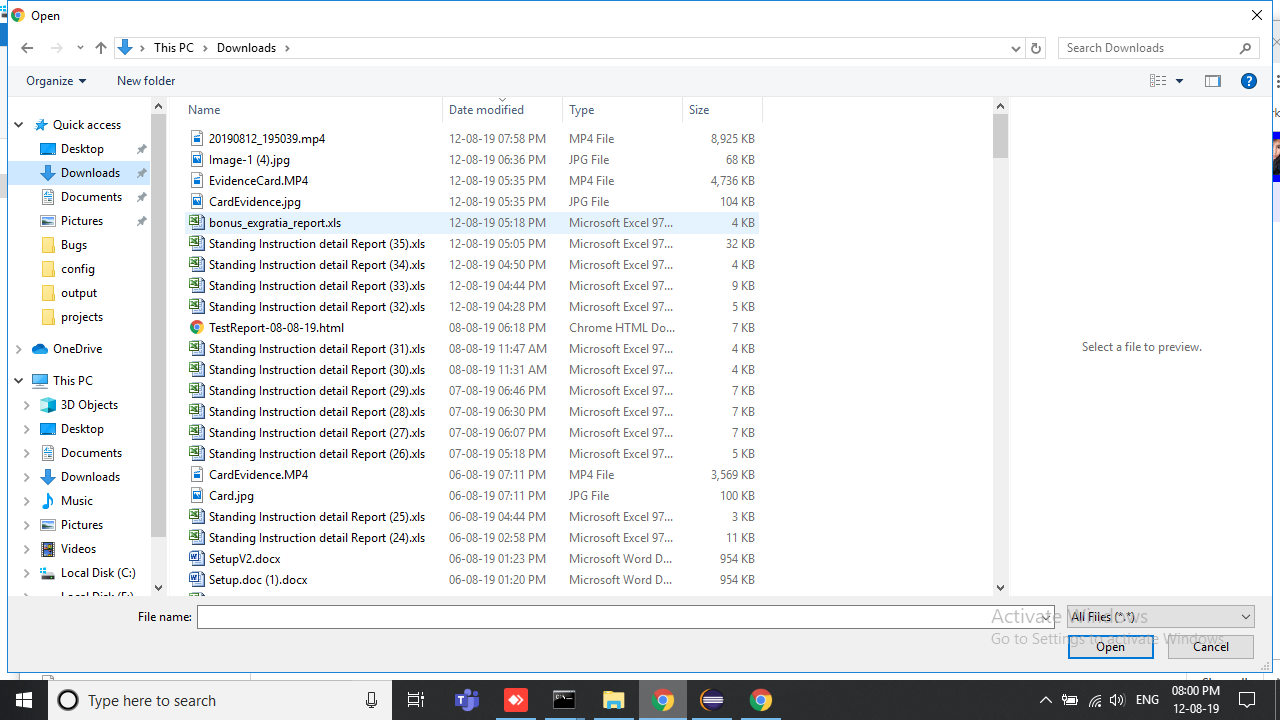 Open
This PC > Downloads >
Search Downloads
Organize
New folder
Name Date modified Type Size
Quick access
Desktop
Downloads
Documents
Pictures
Bugs
config
output
projects
OneDrive
This PC
3D Objects
Desktop
Documents
Downloads
Music
Pictures
Videos
Local Disk (C:)
20190812_195039.mp4 12-08-19 07:58 PM MP4 File 8,925 KB
Image-1 (4).jpg 12-08-19 06:36 PM JPG File 68 KB
EvidenceCard.MP4 12-08-19 05:35 PM MP4 File 4,736 KB
CardEvidence.jpg 12-08-19 05:35 PM JPG File 104 KB
bonus_exgratia_report.xls 12-08-19 05:18 PM Microsoft Excel 97... 4 KB
Standing Instruction detail Report (35).xls 12-08-19 05:05 PM Microsoft Excel 97... 32 KB
Standing Instruction detail Report (34).xls 12-08-19 04:50 PM Microsoft Excel 97... 4 KB
Standing Instruction detail Report (33).xls 12-08-19 04:44 PM Microsoft Excel 97... 9 KB
Standing Instruction detail Report (32).xls 12-08-19 04:28 PM Microsoft Excel 97... 5 KB
TestReport-08-08-19.html 08-08-19 06:18 PM Chrome HTML Do... 7 KB
Standing Instruction detail Report (31).xls 08-08-19 11:47 AM Microsoft Excel 97... 4 KB
Standing Instruction detail Report (30).xls 08-08-19 11:31 AM Microsoft Excel 97... 4 KB
Standing Instruction detail Report (29).xls 07-08-19 06:46 PM Microsoft Excel 97... 7 KB
Standing Instruction detail Report (28).xls 07-08-19 06:30 PM Microsoft Excel 97... 7 KB
Standing Instruction detail Report (27).xls 07-08-19 06:07 PM Microsoft Excel 97... 7 KB
Standing Instruction detail Report (26).xls 07-08-19 05:18 PM Microsoft Excel 97... 5 KB
CardEvidence.MP4 06-08-19 07:11 PM MP4 File 3,569 KB
Card.jpg 06-08-19 07:11 PM JPG File 100 KB
Standing Instruction detail Report (25).xls 06-08-19 04:44 PM Microsoft Excel 97... 3 KB
Standing Instruction detail Report (24).xls 06-08-19 02:58 PM Microsoft Excel 97... 11 KB
SetupV2.docx 06-08-19 01:23 PM Microsoft Word D... 954 KB
Setup.doc (1).docx 06-08-19 01:20 PM Microsoft Word D... 954 KB
Select a file to preview.
File name:
All Files (*.*)
Activate Windows
Go to Settings to activate Windows.
Open
Cancel
Type here to search
ENG
08:00 PM
12-08-19